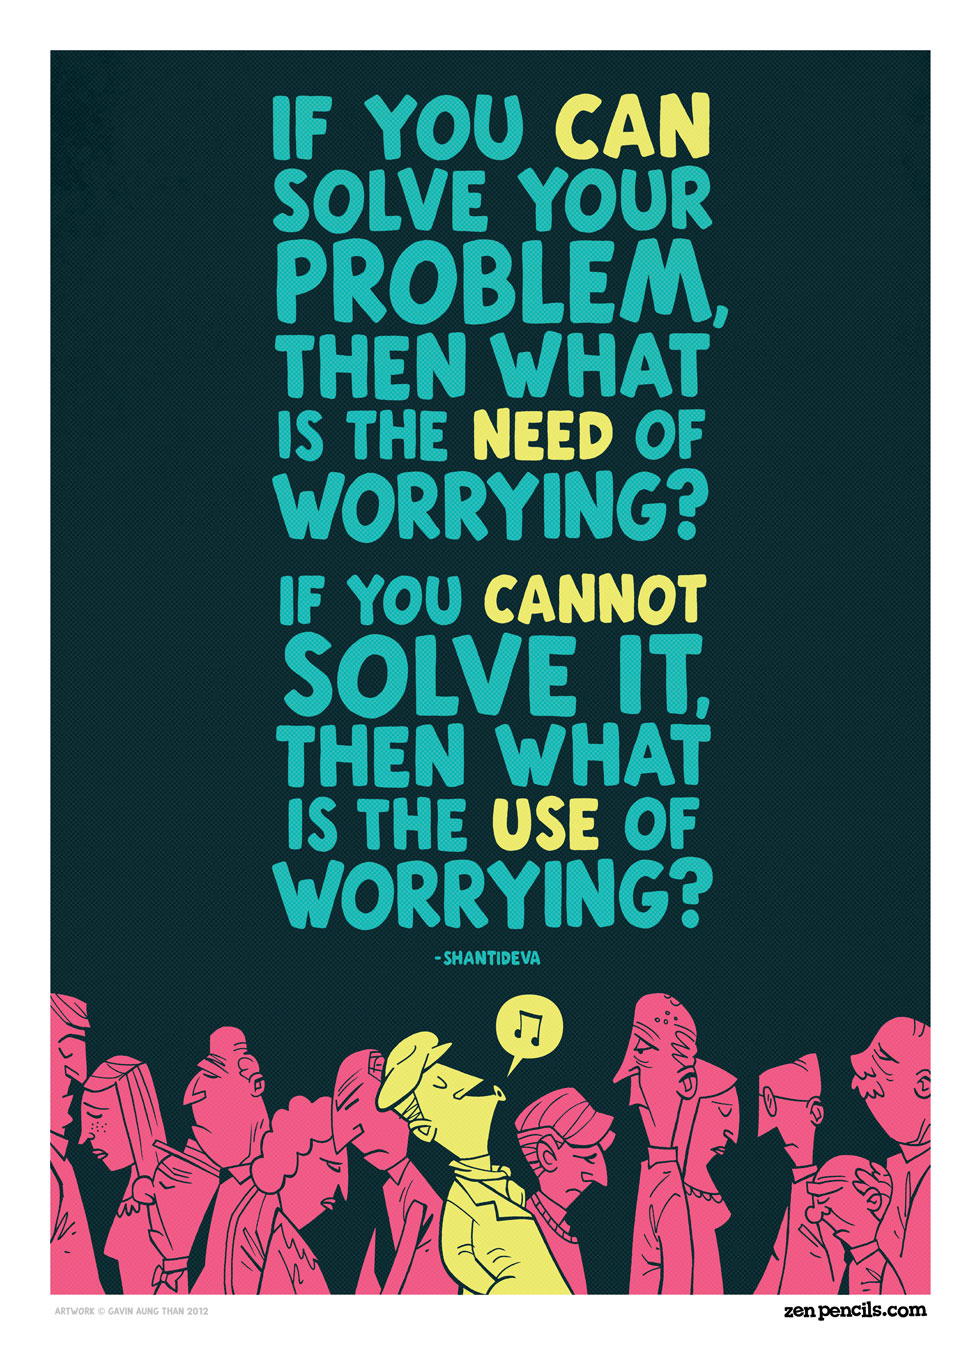 IF YOU CAN
SOLVE YOUR
PROBLEM,
THEN WHAT
IS THE NEED OF
WORRYING?
IF YOU CANNOT
SOLVE IT,
THEN WHAT
IS THE USE OF
WORRYING?
-SHANTIDEVA
ARTWORK © GAVIN AUNG THAN 2012
zen pencils.com